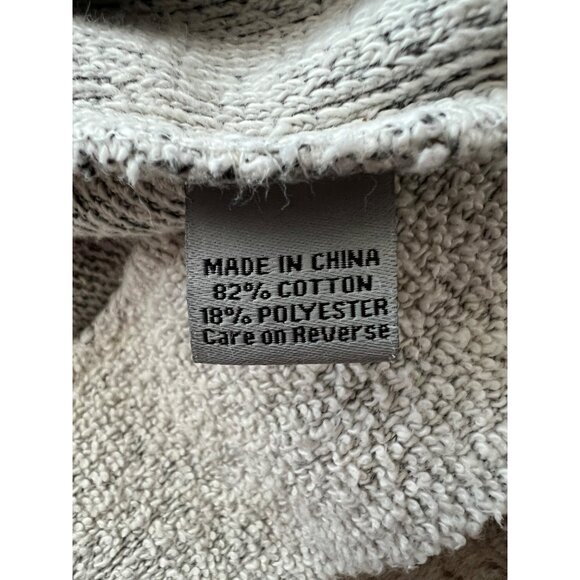 MADE IN CHINA
82% COTTON
18% POLYESTER
Care on Reverse